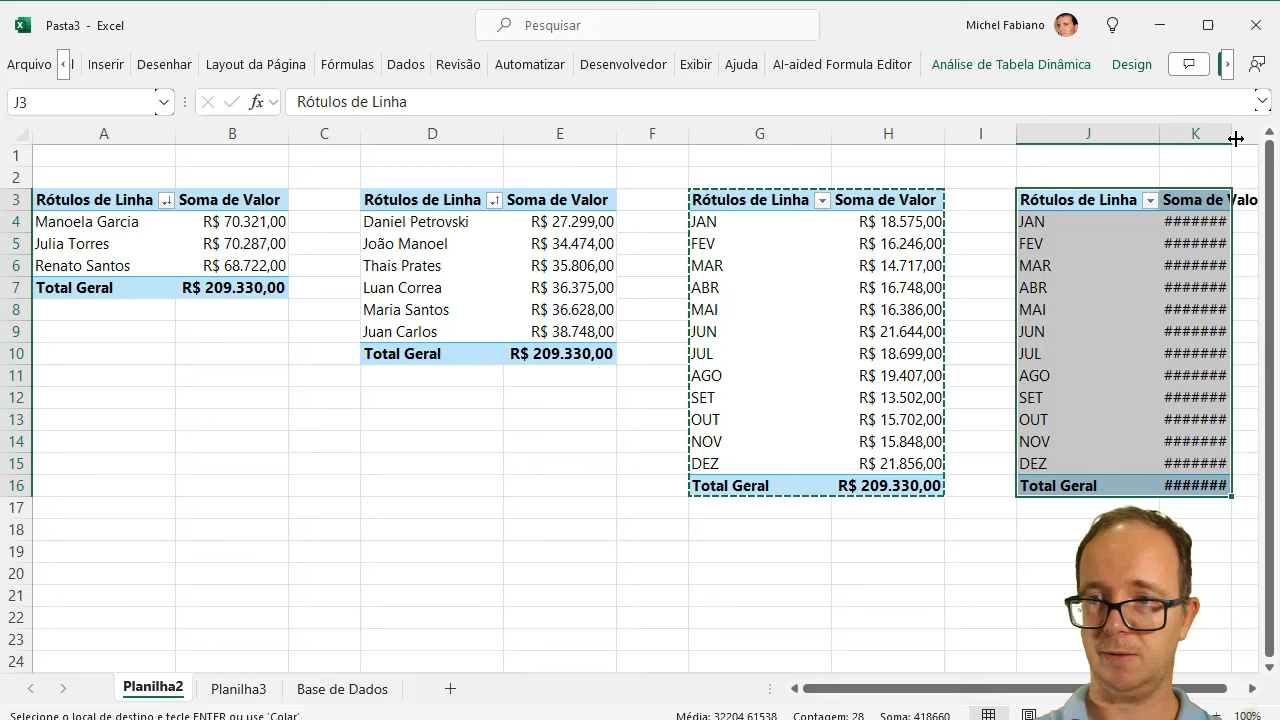 Pasta3 - Excel
Pesquisar
Michel Fabiano
Arquivo
Inserir
Desenhar
Layout da Página
Fórmulas
Dados
Revisão
Automatizar
Desenvolvedor
Exibir
Ajuda
AI-aided Formula Editor
Análise de Tabela Dinâmica
Design
J3
fx
Rótulos de Linha
A B C D E F G H I J K
1
2
3 Rótulos de Linha Soma de Valor Rótulos de Linha Soma de Valor Rótulos de Linha Soma de Valor Rótulos de Linha Soma de Valo
4 Manoela Garcia R$ 70.321,00 Daniel Petrovski R$ 27.299,00 JAN R$ 18.575,00 JAN #######
5 Julia Torres R$ 70.287,00 João Manoel R$ 34.474,00 FEV R$ 16.246,00 FEV #######
6 Renato Santos R$ 68.722,00 Thais Prates R$ 35.806,00 MAR R$ 14.717,00 MAR #######
7 Total Geral R$ 209.330,00 Luan Correa R$ 36.375,00 ABR R$ 16.748,00 ABR #######
8 Maria Santos R$ 36.628,00 MAI R$ 16.386,00 MAI #######
9 Juan Carlos R$ 38.748,00 JUN R$ 21.644,00 JUN #######
10 Total Geral R$ 209.330,00 JUL R$ 18.699,00 JUL #######
11 AGO R$ 19.407,00 AGO #######
12 SET R$ 13.502,00 SET #######
13 OUT R$ 15.702,00 OUT #######
14 NOV R$ 15.848,00 NOV #######
15 DEZ R$ 21.856,00 DEZ #######
16 Total Geral R$ 209.330,00 Total Geral #######
17
18
19
20
21
22
23
24
Planilha2
Planilha3
Base de Dados
Selecione o local de destino e tecle ENTER ou use 'Colar'
Média: 32204,61538 Contagem: 28 Soma: 418660
100%